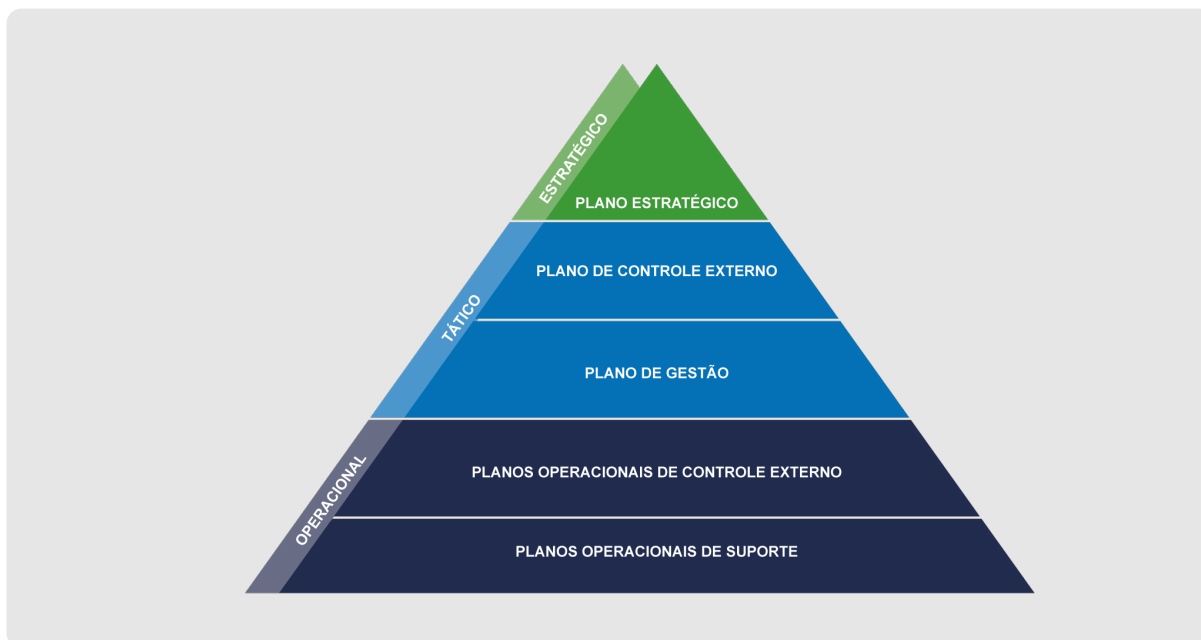 ESTRATÉGICO
PLANO ESTRATÉGICO
TÁTICO
PLANO DE CONTROLE EXTERNO
PLANO DE GESTÃO
OPERACIONAL
PLANOS OPERACIONAIS DE CONTROLE EXTERNO
PLANOS OPERACIONAIS DE SUPORTE